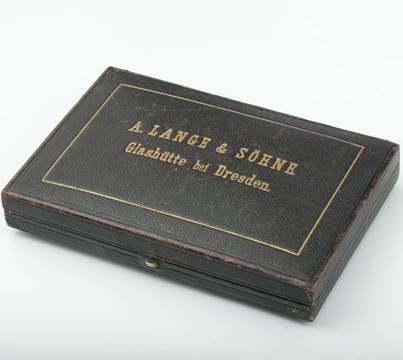 A. LANGE & SÖHNE
Glashütte bei Dresden.